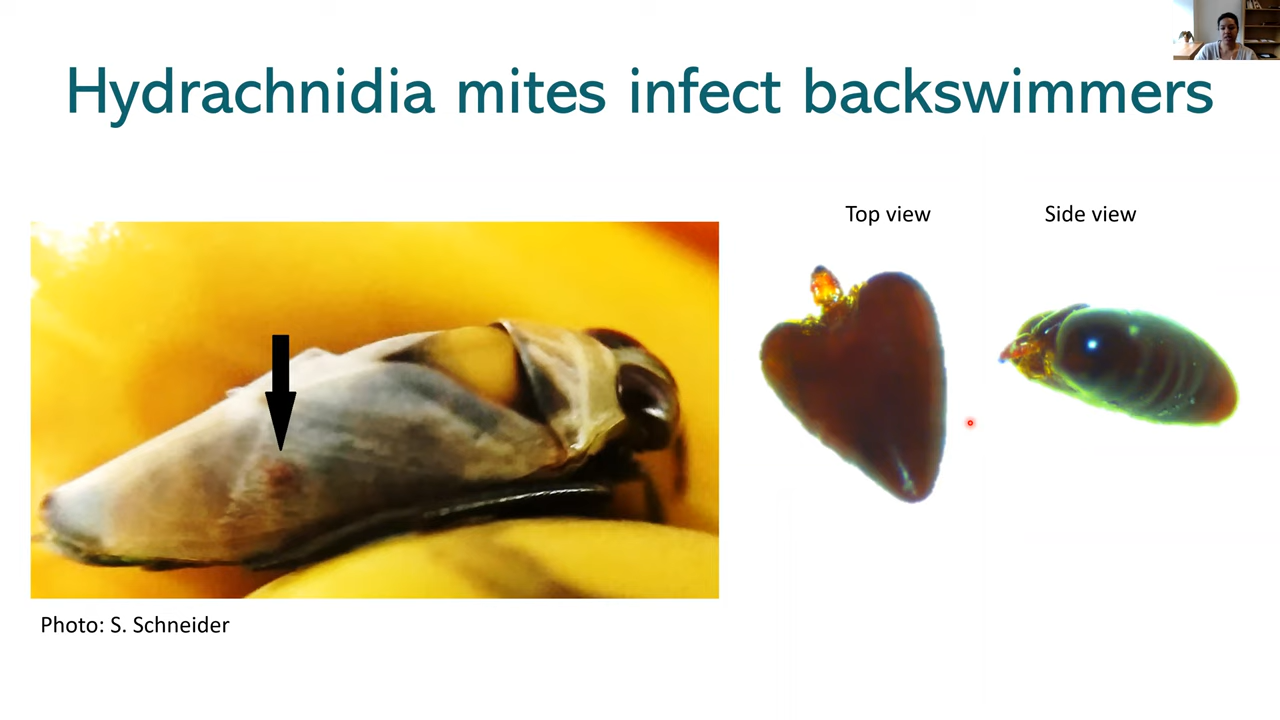 Hydrachnidia mites infect backswimmers
Top view
Side view
Photo: S. Schneider